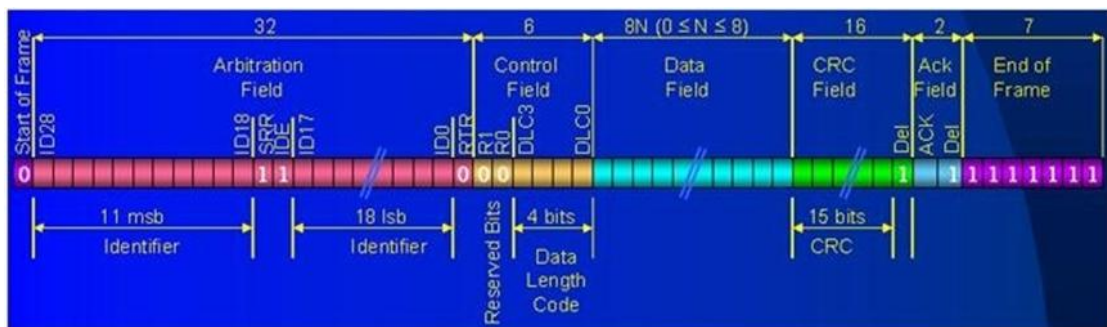 32
6
8N (0 ≤ N ≤ 8)
16
2
7
Start of Frame
Arbitration
Field
Control
Field
Data
Field
CRC
Field
Ack
Field
End of
Frame
ID28
ID18
SRR
IDE
ID17
ID0
RTR
R1
R0
DLC3
DLC0
Del
ACK
Del
0
1
1
0
0
0
1
1
1
1
1
1
1
1
1
11 msb
Identifier
18 lsb
Identifier
Reserved Bits
4 bits
Data
Length
Code
15 bits
CRC